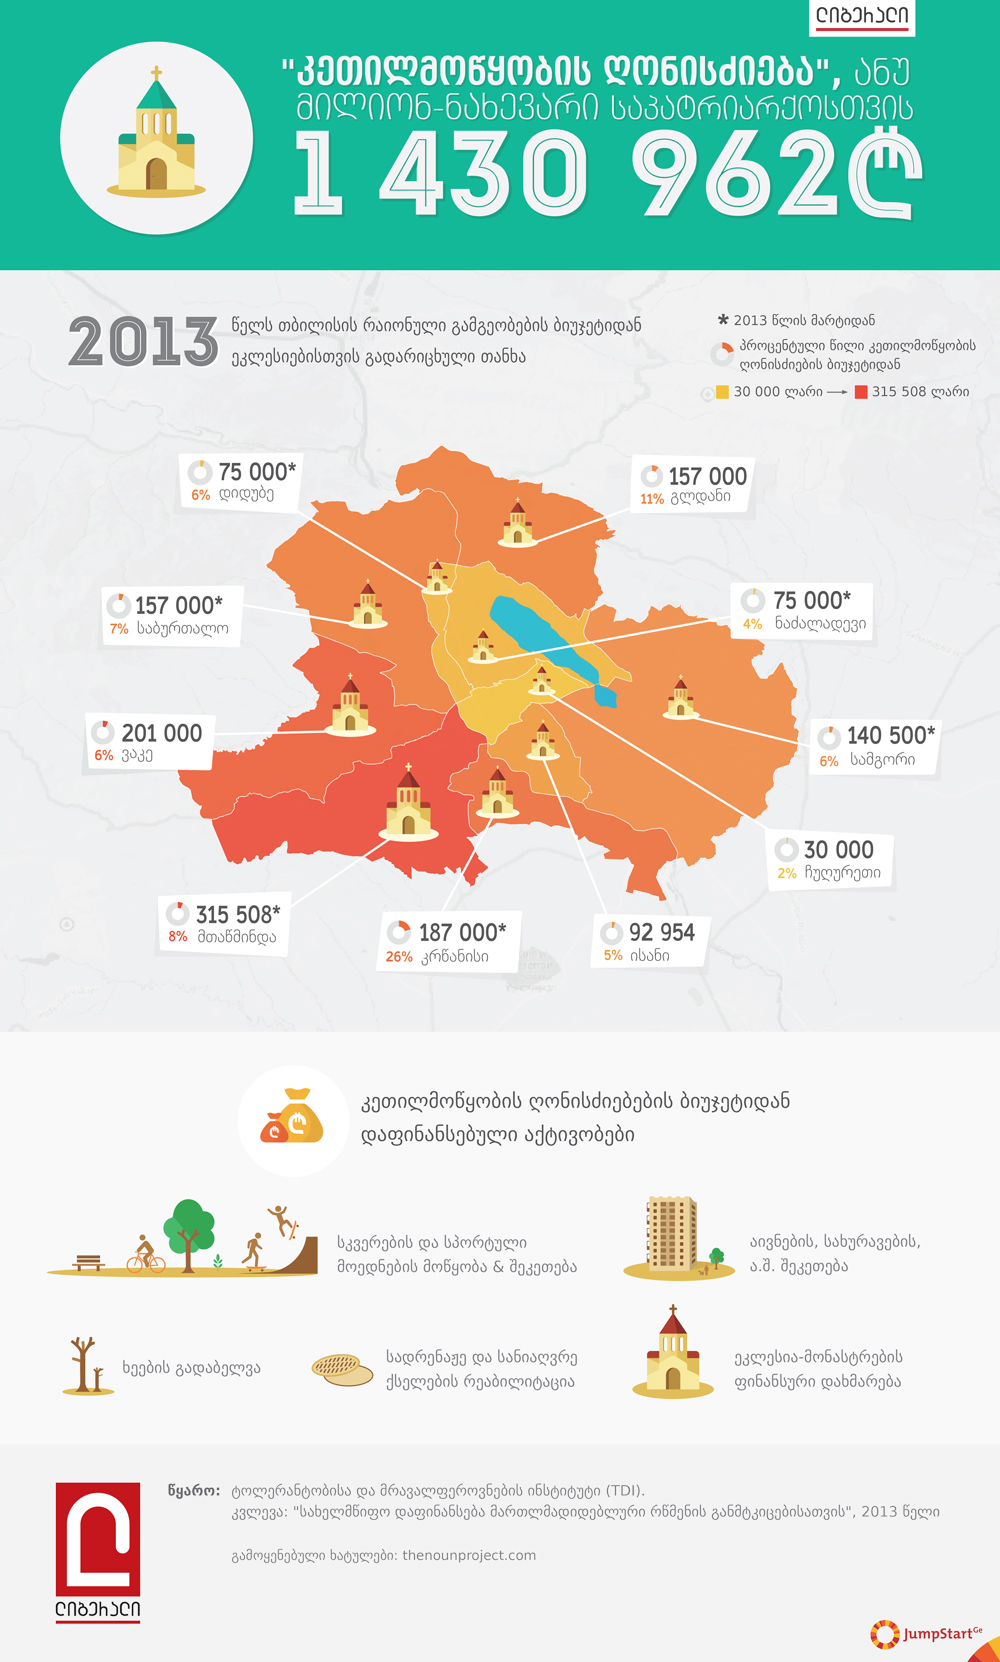 ლიბერალი
"კეთილმოწყობის ღონისძიება", ანუ
მილიონ-ნახევარი საპატრიარქოსთვის
1 430 962₾
2013 წელს თბილისის რაიონული გამგეობების ბიუჯეტიდან
ეკლესიებისთვის გადარიცხული თანხა
* 2013 წლის მარტიდან
პროცენტული წილი კეთილმოწყობის
ღონისძიების ბიუჯეტიდან
30 000 ლარი → 315 508 ლარი
75 000*
6% დიდუბე
157 000
11% გლდანი
157 000*
7% საბურთალო
75 000*
4% ნაძალადევი
201 000
6% ვაკე
140 500*
6% სამგორი
30 000
2% ჩუღურეთი
315 508*
8% მთაწმინდა
187 000*
26% კრწანისი
92 954
5% ისანი
კეთილმოწყობის ღონისძიებების ბიუჯეტიდან
დაფინანსებული აქტივობები
სკვერების და სპორტული
მოედნების მოწყობა & შეკეთება
აივნების, სახურავების,
ა.შ. შეკეთება
ხეების გადაბელვა
სადრენაჟე და სანიაღვრე
ქსელების რეაბილიტაცია
ეკლესია-მონასტრების
ფინანსური დახმარება
წყარო: ტოლერანტობისა და მრავალფეროვნების ინსტიტუტი (TDI).
კვლევა: "სახელმწიფო დაფინანსება მართლმადიდებლური რწმენის განმტკიცებისათვის", 2013 წელი
გამოყენებული ხატულები: thenounproject.com
ლიბერალი
JumpStart Ge